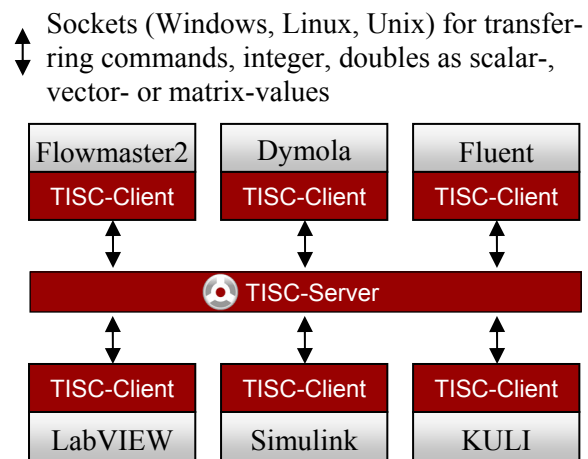 Sockets (Windows, Linux, Unix) for transfer-
ring commands, integer, doubles as scalar-,
vector- or matrix-values
Flowmaster2 Dymola Fluent
TISC-Client TISC-Client TISC-Client
TISC-Server
TISC-Client TISC-Client TISC-Client
LabVIEW Simulink KULI